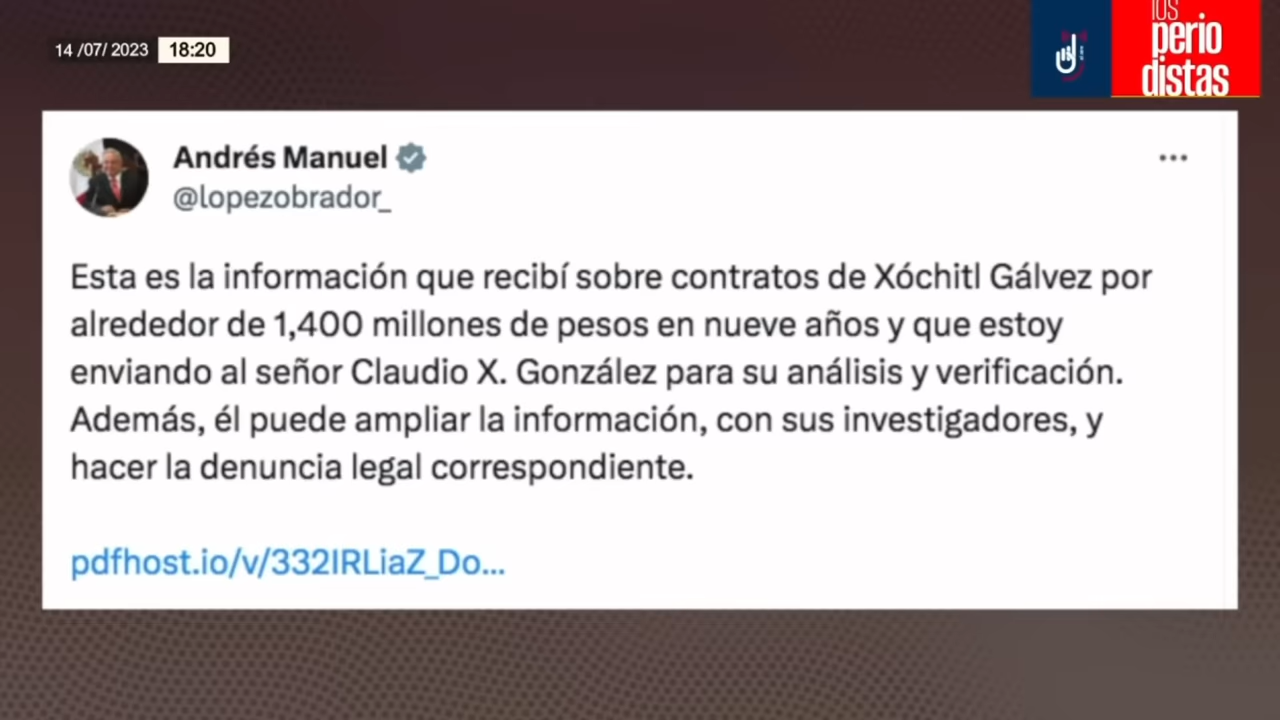 14 /07/ 2023 18:20
los
perio
distas
Andrés Manuel
@lopezobrador_
Esta es la información que recibí sobre contratos de Xóchitl Gálvez por
alrededor de 1,400 millones de pesos en nueve años y que estoy
enviando al señor Claudio X. González para su análisis y verificación.
Además, él puede ampliar la información, con sus investigadores, y
hacer la denuncia legal correspondiente.
pdfhost.io/v/332IRLiaZ_Do...